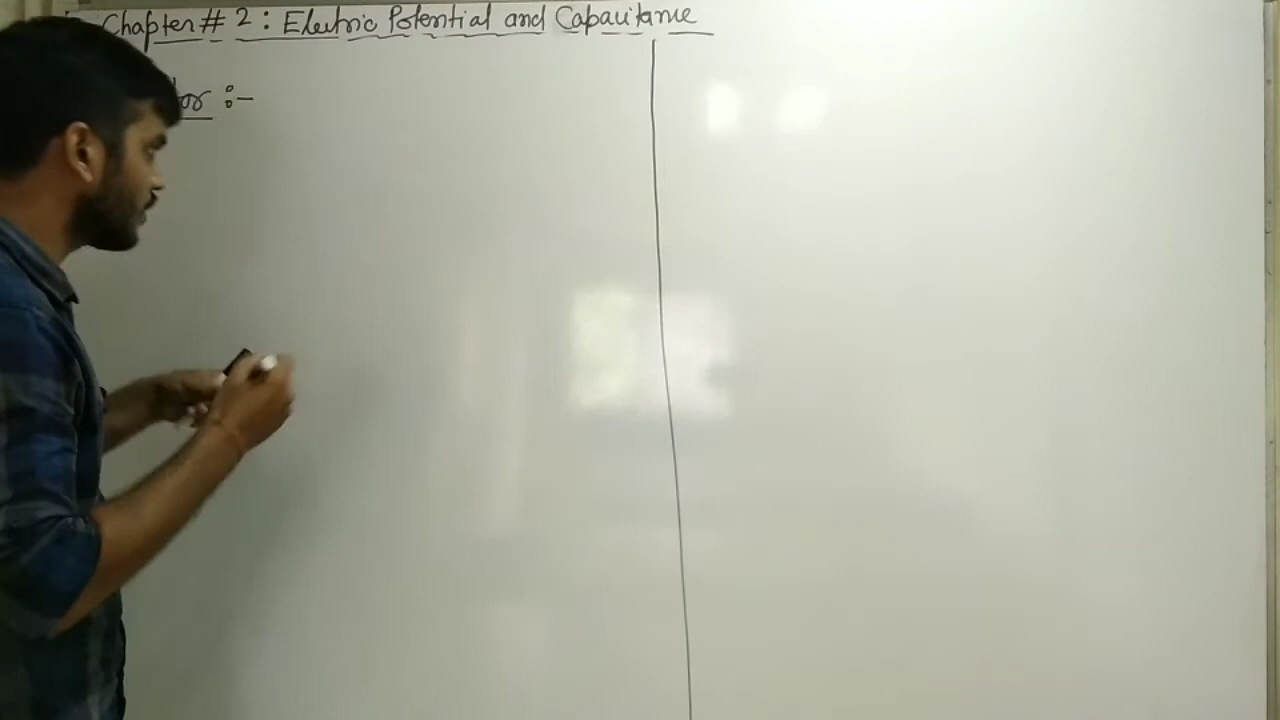 Chapter # 2 : Electric Potential and Capacitance
:-